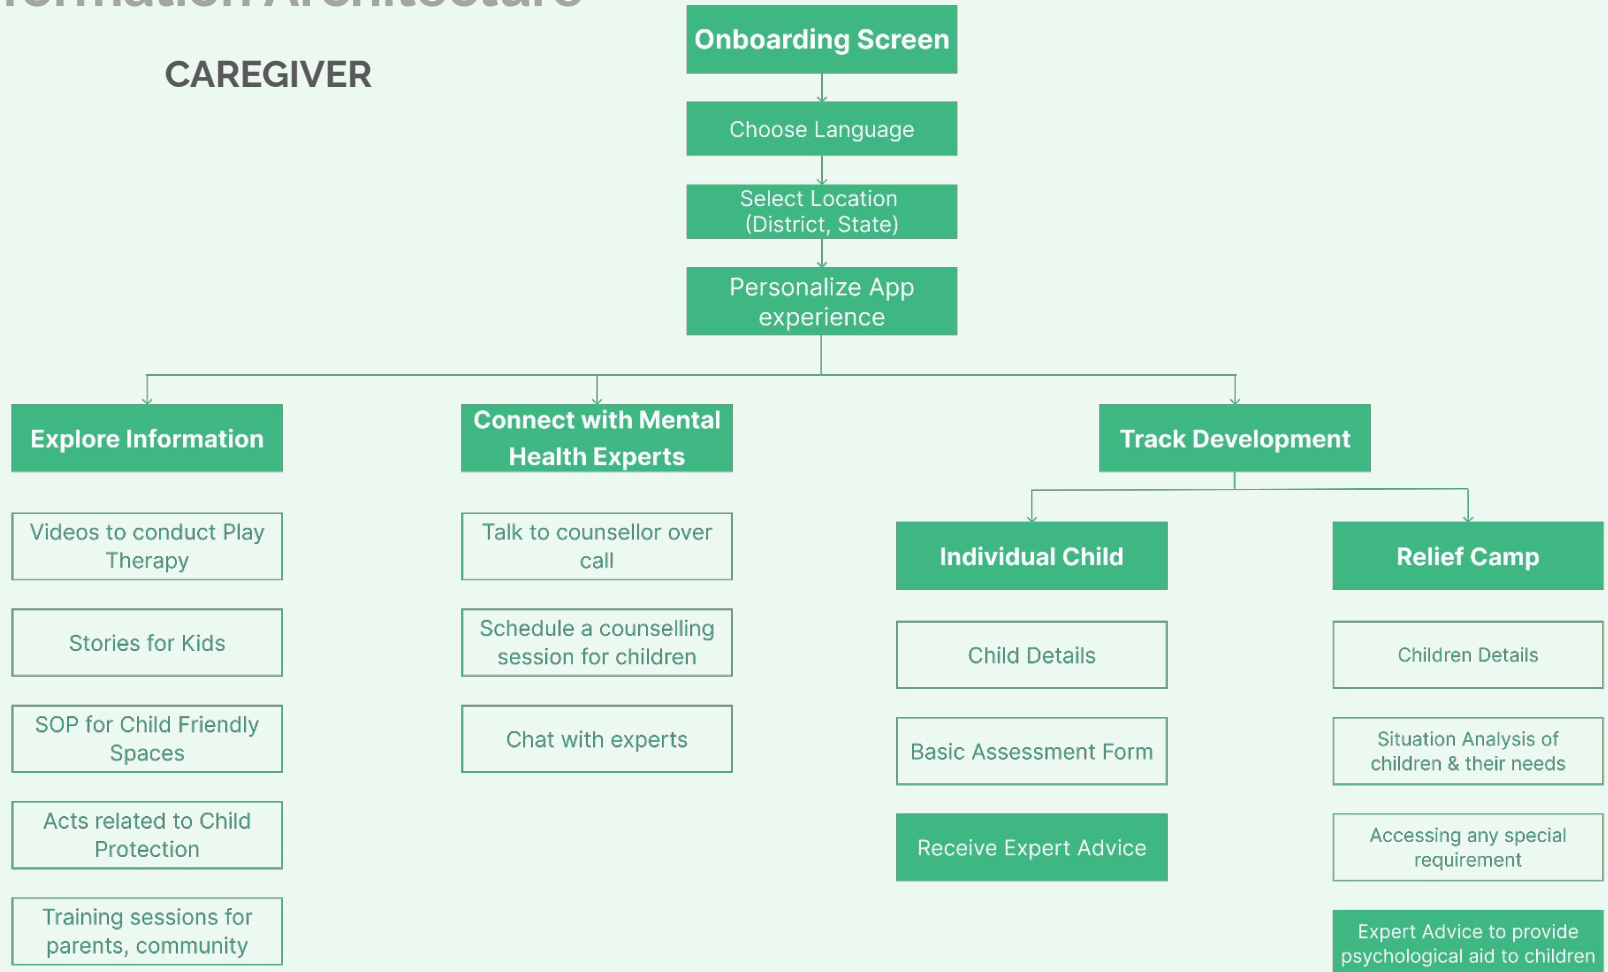 Architecture
CAREGIVER
Onboarding Screen
Choose Language
Select Location
(District, State)
Personalize App
experience
Explore Information
Videos to conduct Play
Therapy
Stories for Kids
SOP for Child Friendly
Spaces
Acts related to Child
Protection
Training sessions for
parents, community
Connect with Mental
Health Experts
Talk to counsellor over
call
Schedule a counselling
session for children
Chat with experts
Track Development
Individual Child
Child Details
Basic Assessment Form
Receive Expert Advice
Relief Camp
Children Details
Situation Analysis of
children & their needs
Accessing any special
requirement
Expert Advice to provide
psychological aid to children